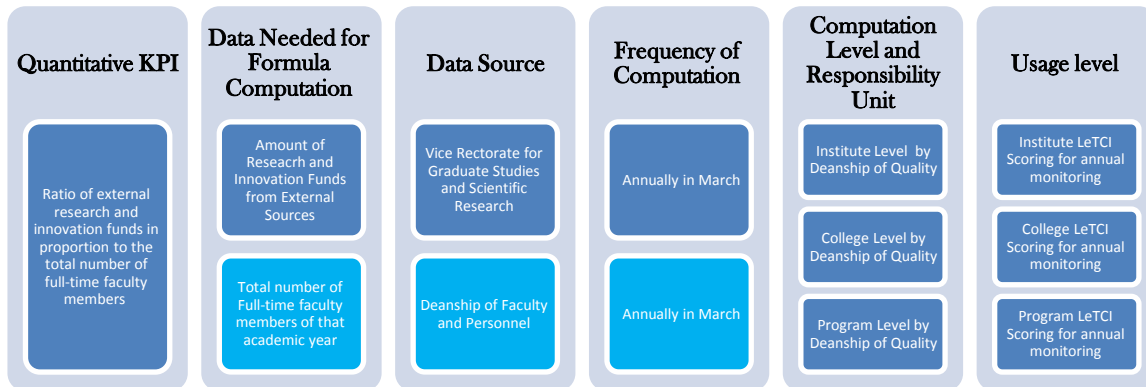 Quantitative KPI
Ratio of external
research and
innovation funds in
proportion to the
total number of
full-time faculty
members
Data Needed for
Formula
Computation
Amount of
Reseacrh and
Innovation Funds
from External
Sources
Total number of
Full-time faculty
members of that
academic year
Data Source
Vice Rectorate for
Graduate Studies
and Scientific
Research
Deanship of Faculty
and Personnel
Frequency of
Computation
Annually in March
Annually in March
Computation
Level and
Responsibility
Unit
Institute Level by
Deanship of Quality
College Level by
Deanship of Quality
Program Level by
Deanship of Quality
Usage level
Institute LeTCI
Scoring for annual
monitoring
College LeTCI
Scoring for annual
monitoring
Program LeTCI
Scoring for annual
monitoring